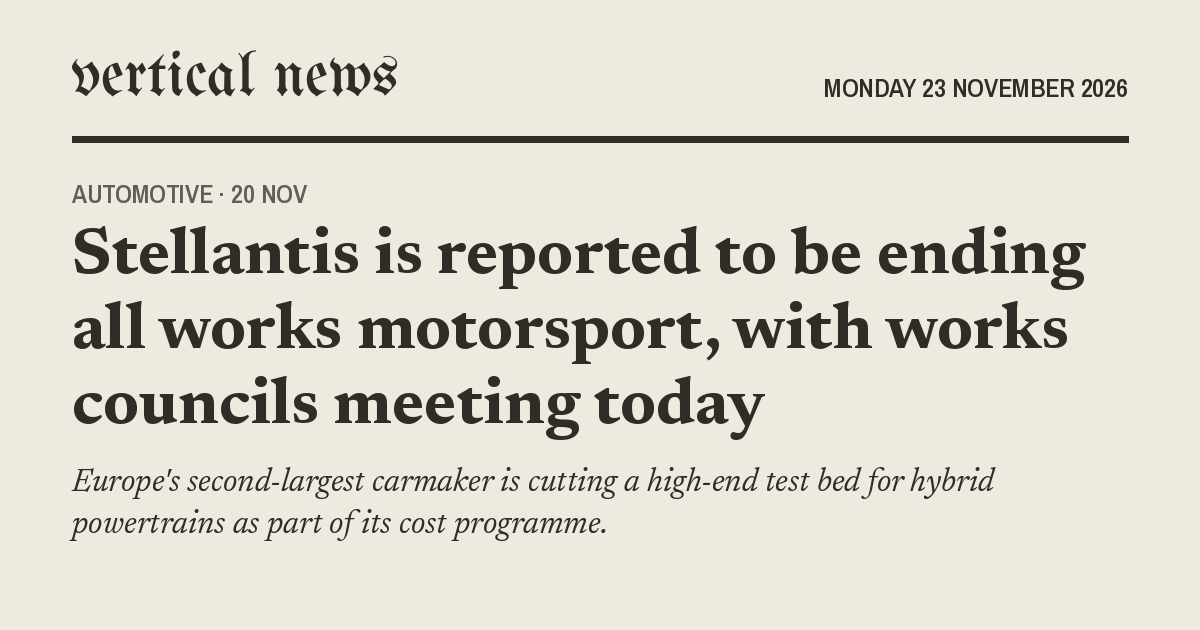 vertical news
MONDAY 23 NOVEMBER 2026
AUTOMOTIVE · 20 NOV
Stellantis is reported to be ending
all works motorsport, with works
councils meeting today
Europe's second-largest carmaker is cutting a high-end test bed for hybrid
powertrains as part of its cost programme.